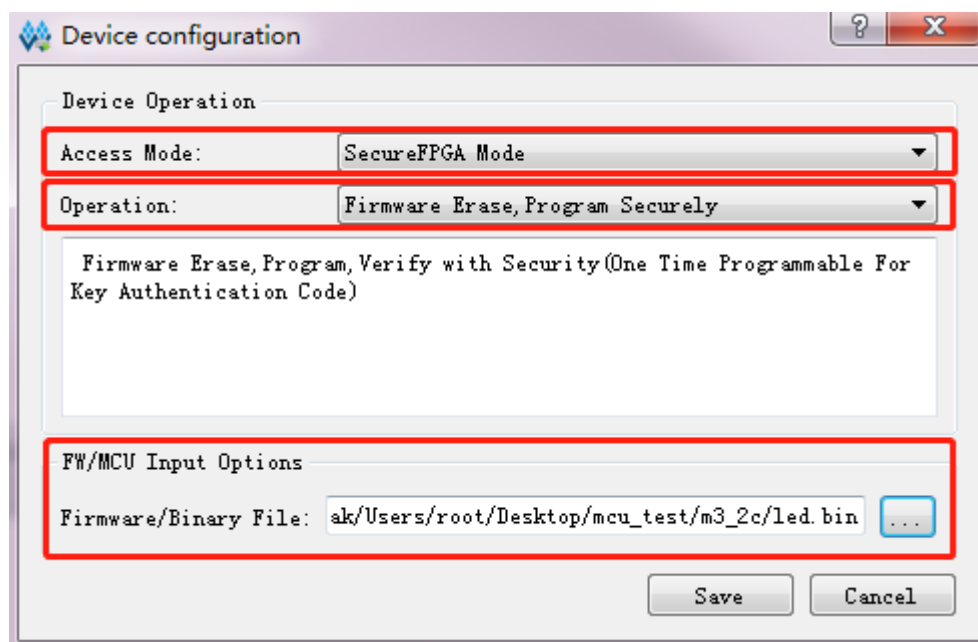 Device configuration
Device Operation
Access Mode: SecureFPGA Mode
Operation: Firmware Erase,Program Securely
Firmware Erase,Program,Verify with Security(One Time Programmable For
Key Authentication Code)
FW/MCU Input Options
Firmware/Binary File: ak/Users/root/Desktop/mcu_test/m3_2c/led.bin ...
Save Cancel